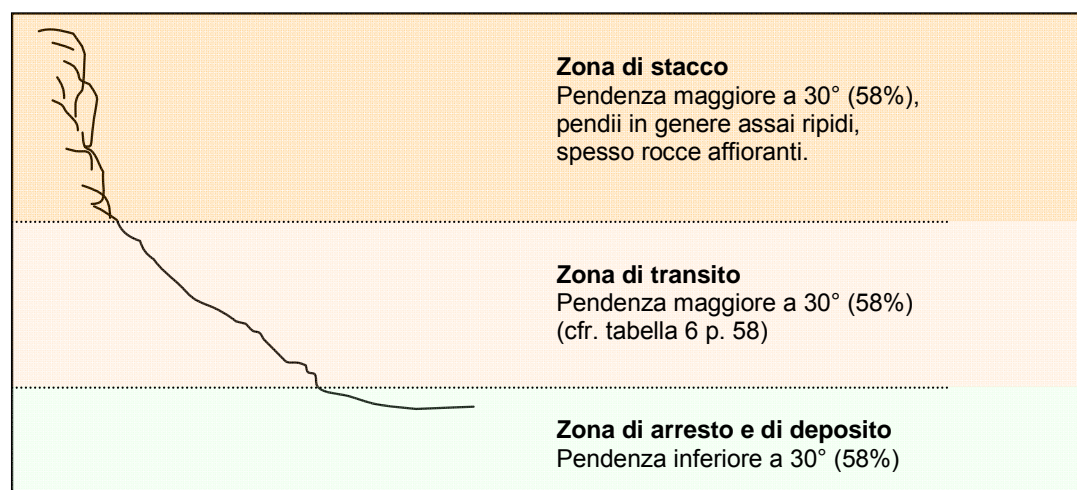 Zona di stacco
Pendenza maggiore a 30° (58%),
pendii in genere assai ripidi,
spesso rocce affioranti.
Zona di transito
Pendenza maggiore a 30° (58%)
(cfr. tabella 6 p. 58)
Zona di arresto e di deposito
Pendenza inferiore a 30° (58%)